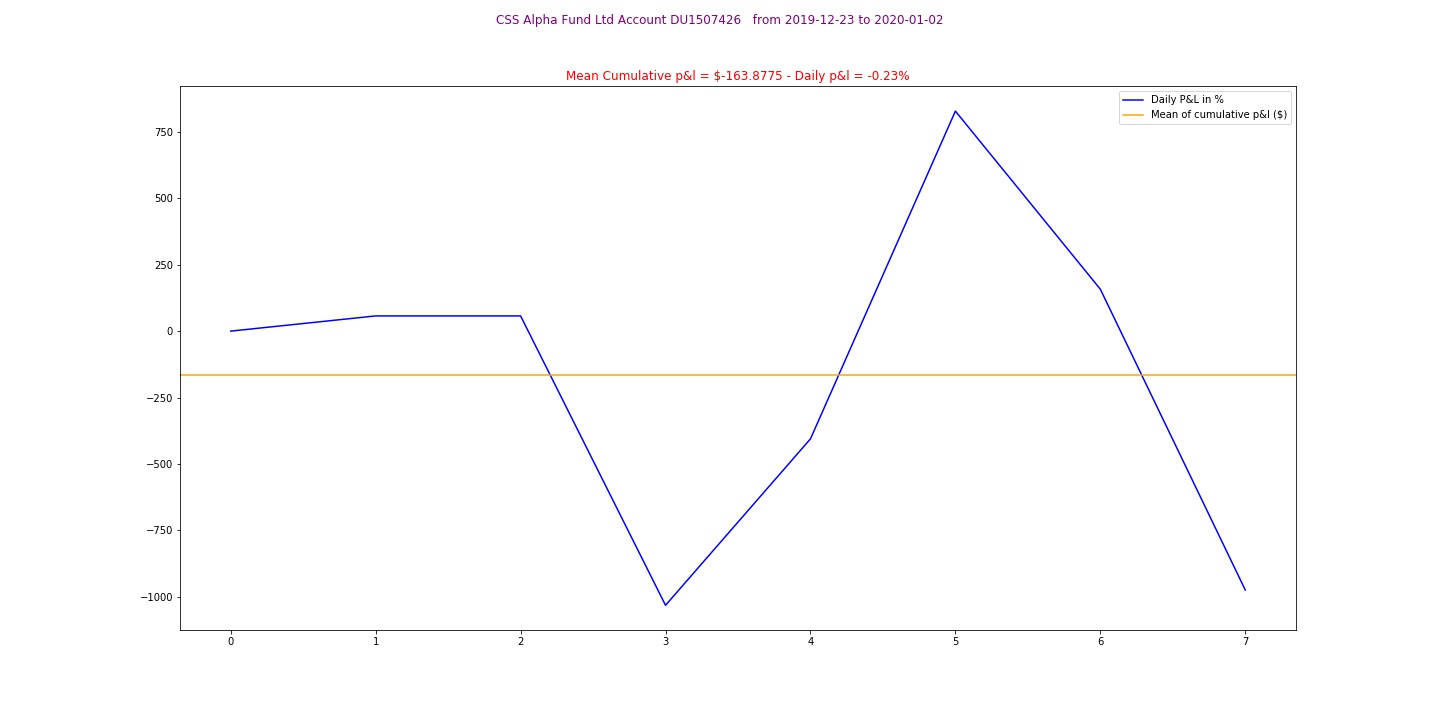 CSS Alpha Fund Ltd Account DU1507426   from 2019-12-23 to 2020-01-02
Mean Cumulative p&l = $-163.8775 - Daily p&l = -0.23%
Daily P&L in %
Mean of cumulative p&l ($)
750
500
250
0
−250
−500
−750
−1000
0 1 2 3 4 5 6 7